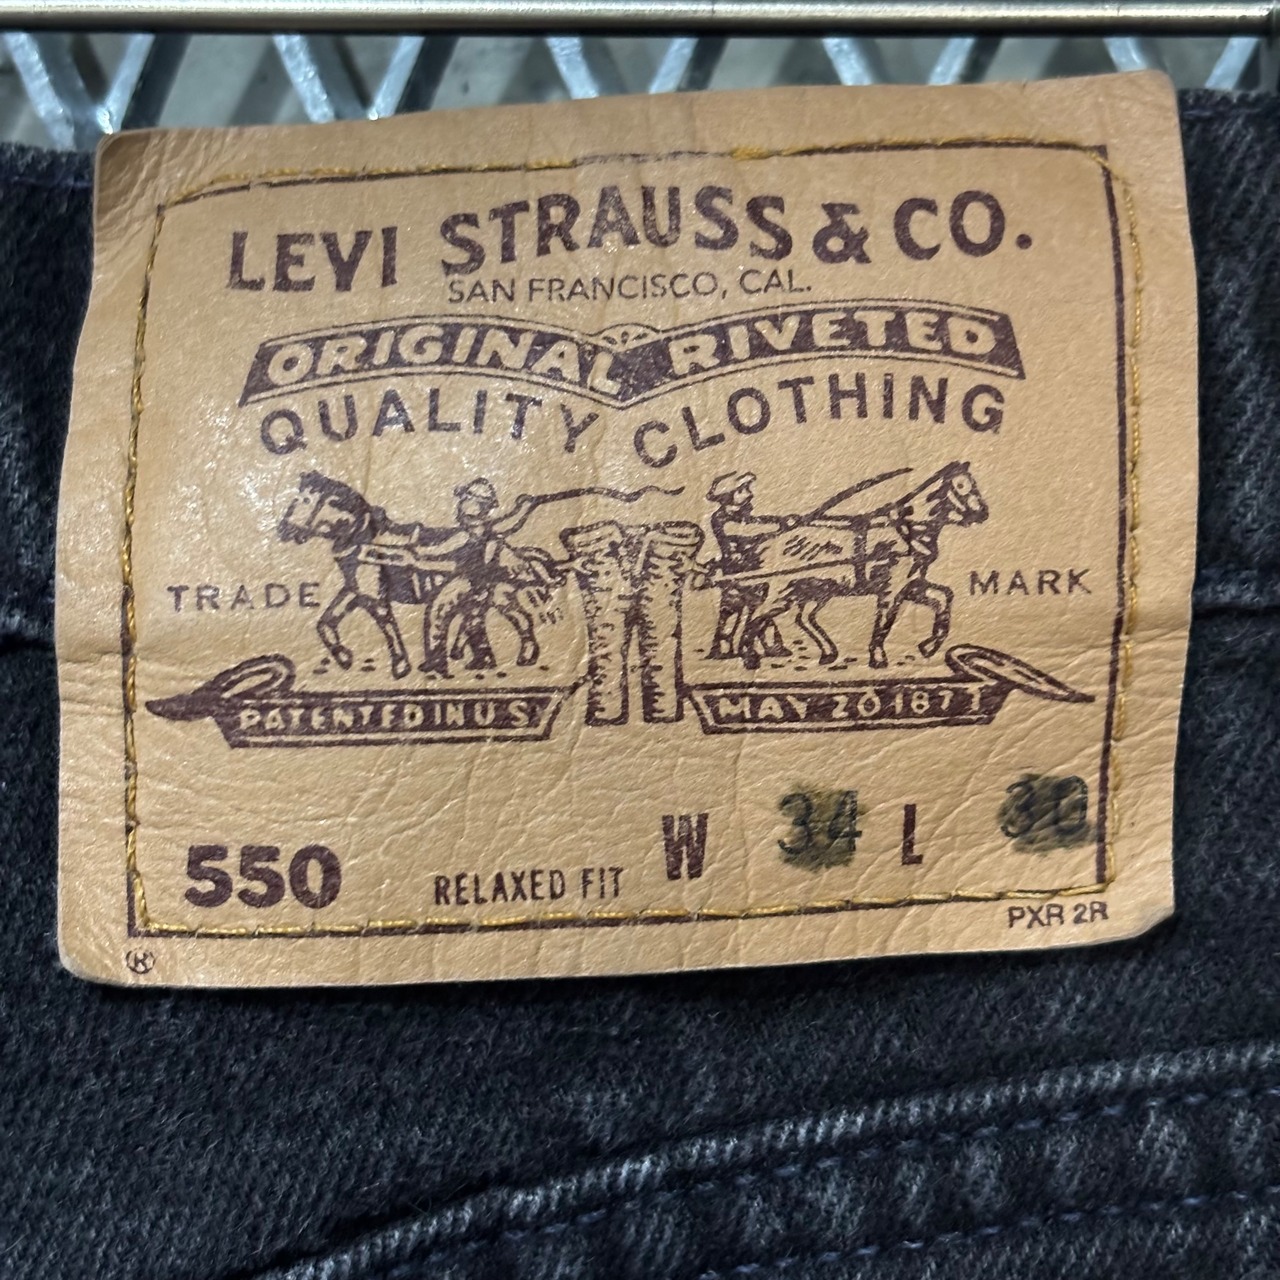 LEVI STRAUSS & CO.
SAN FRANCISCO, CAL.
ORIGINAL RIVETED
QUALITY CLOTHING
TRADE MARK
PATENTED IN U S MAY 20 1873
550 RELAXED FIT W 34 L 30
PXR 2R
®